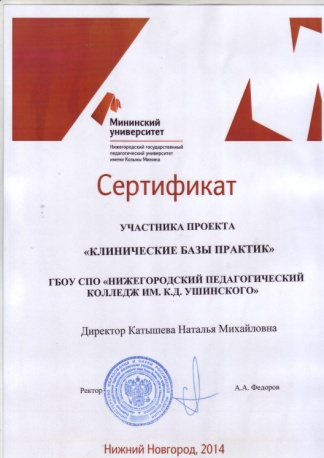 Мининский
университет
Нижегородский государственный
педагогический университет
имени Козьмы Минина
Сертификат
УЧАСТНИКА ПРОЕКТА
«КЛИНИЧЕСКИЕ БАЗЫ ПРАКТИК»
ГБОУ СПО «НИЖЕГОРОДСКИЙ ПЕДАГОГИЧЕСКИЙ
КОЛЛЕДЖ ИМ. К.Д. УШИНСКОГО»
Директор Катышева Наталья Михайловна
Ректор
А.А. Федоров
Нижний Новгород, 2014